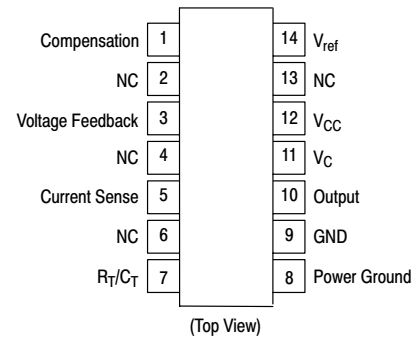 Compensation 1 14 Vref
NC 2 13 NC
Voltage Feedback 3 12 VCC
NC 4 11 VC
Current Sense 5 10 Output
NC 6 9 GND
RT/CT 7 8 Power Ground
(Top View)